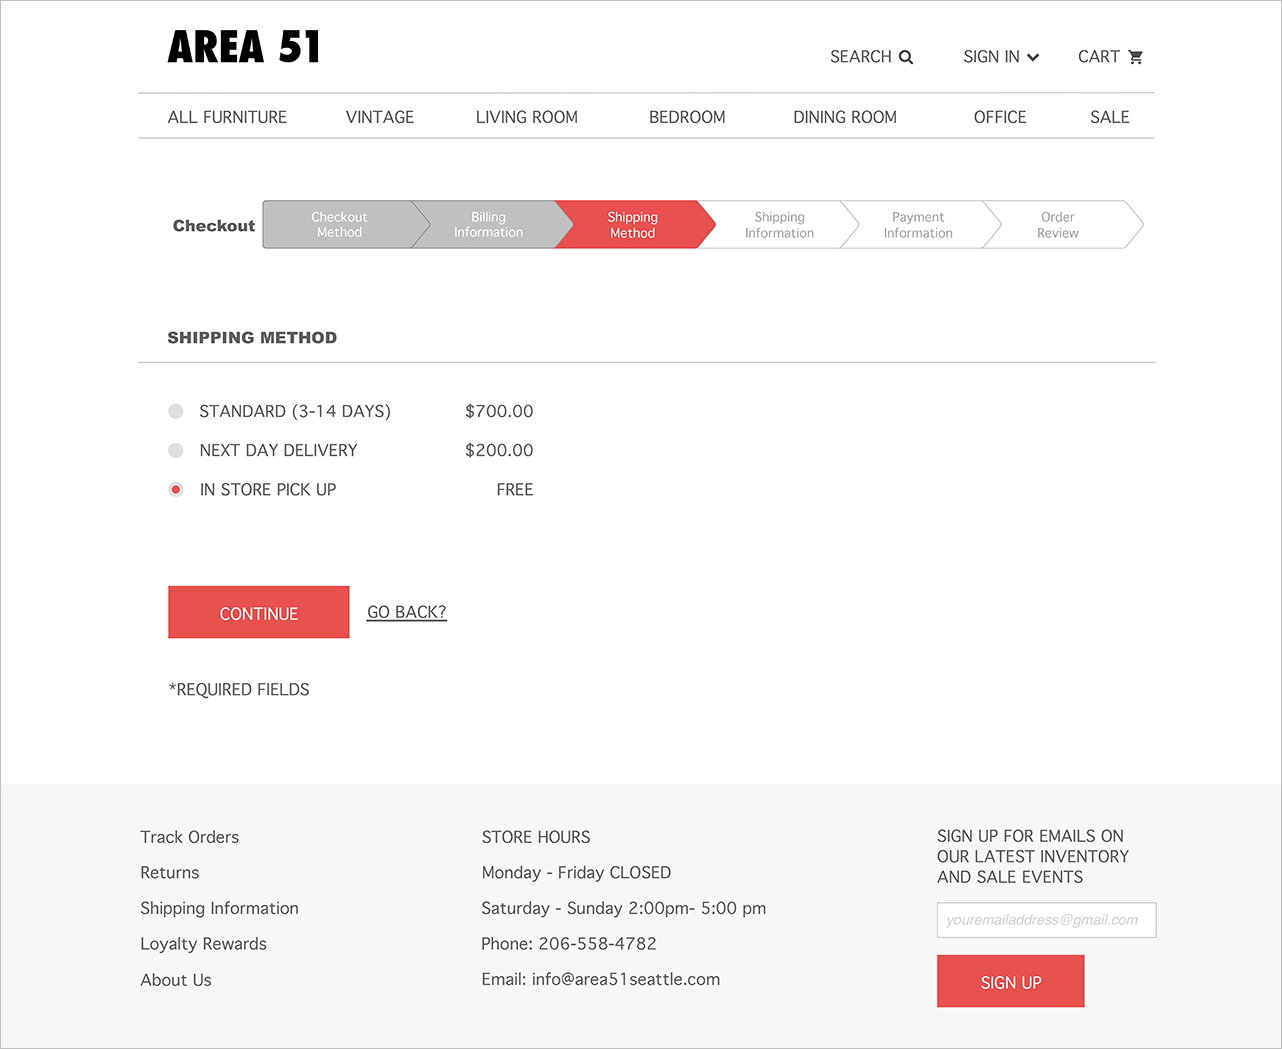 AREA 51
SEARCH
SIGN IN
CART
ALL FURNITURE
VINTAGE
LIVING ROOM
BEDROOM
DINING ROOM
OFFICE
SALE
Checkout
Checkout
Method
Billing
Information
Shipping
Method
Shipping
Information
Payment
Information
Order
Review
SHIPPING METHOD
STANDARD (3-14 DAYS) $700.00
NEXT DAY DELIVERY $200.00
IN STORE PICK UP FREE
CONTINUE
GO BACK?
*REQUIRED FIELDS
Track Orders
Returns
Shipping Information
Loyalty Rewards
About Us
STORE HOURS
Monday - Friday CLOSED
Saturday - Sunday 2:00pm- 5:00 pm
Phone: 206-558-4782
Email: info@area51seattle.com
SIGN UP FOR EMAILS ON
OUR LATEST INVENTORY
AND SALE EVENTS
youremailaddress@gmail.com
SIGN UP